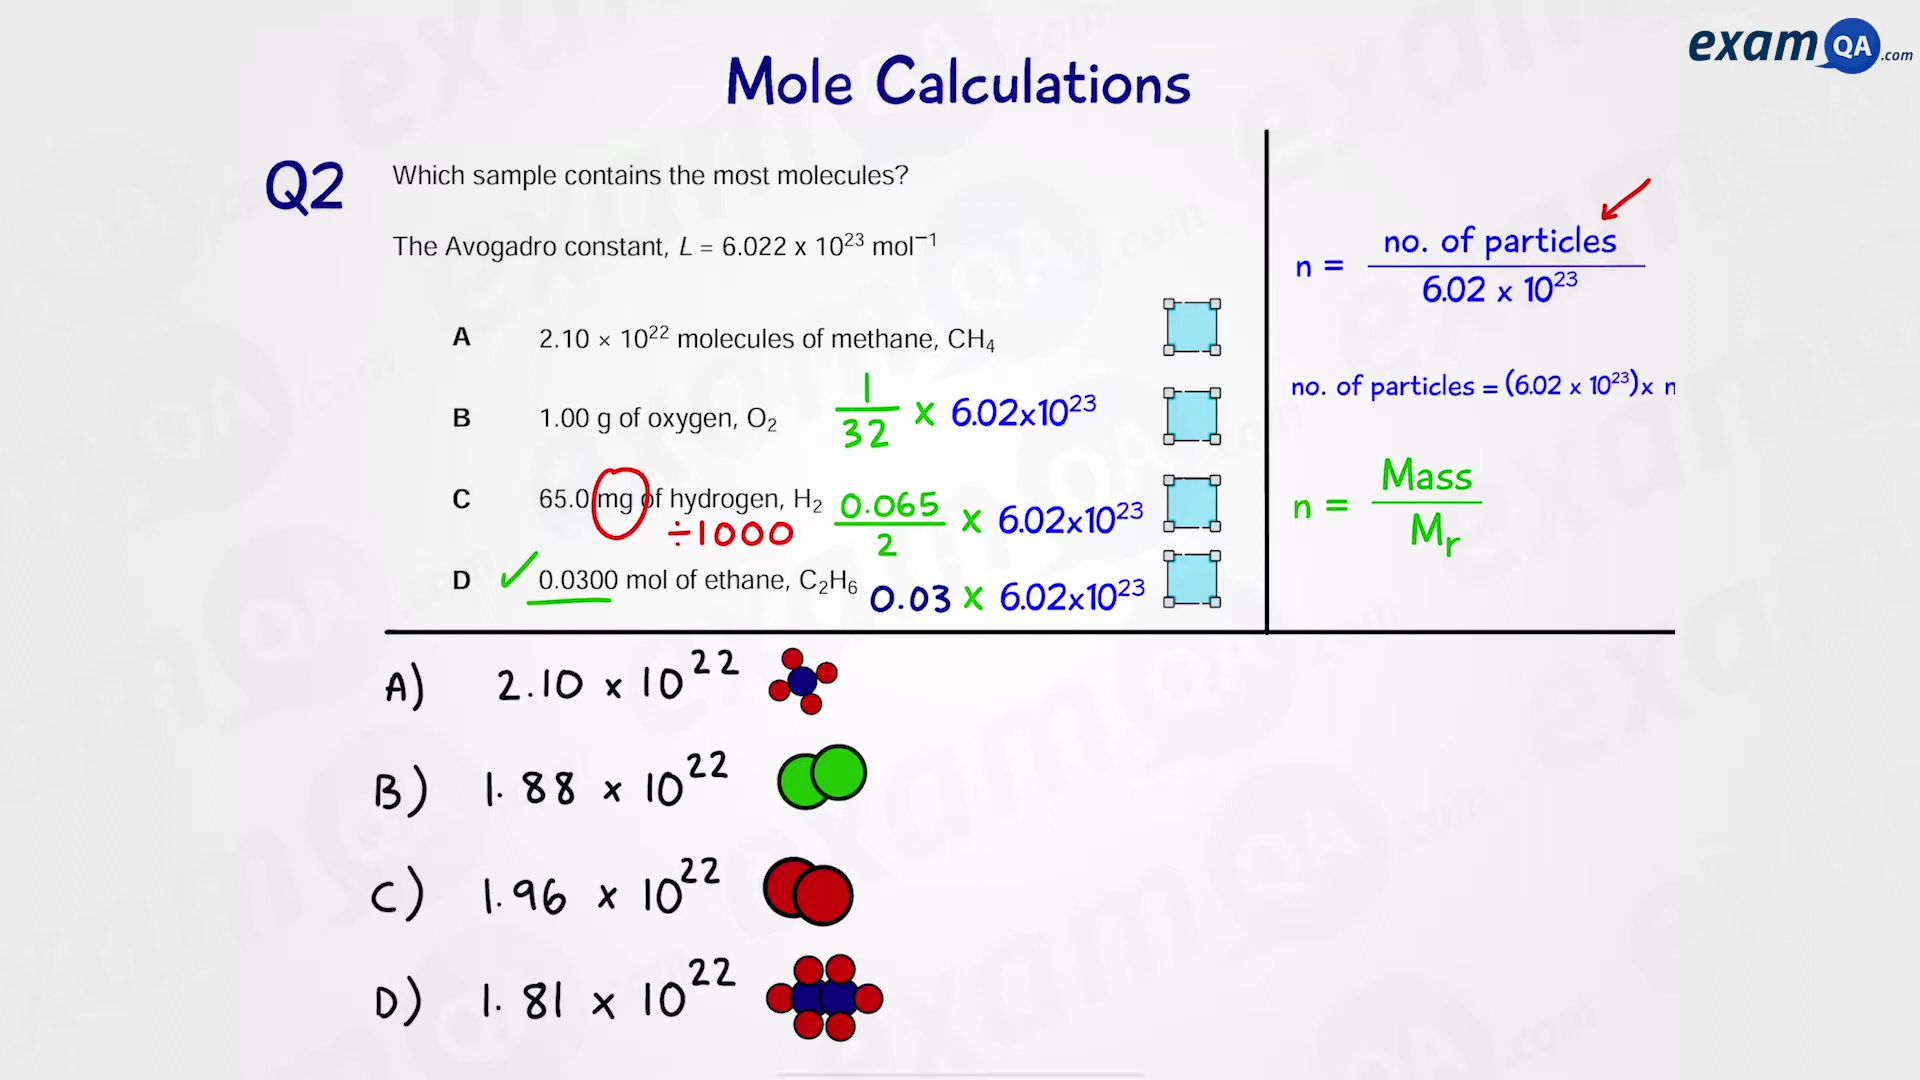 exam QA .com
Mole Calculations
Q2 Which sample contains the most molecules?
The Avogadro constant, L = 6.022 x 10²³ mol⁻¹
A 2.10 × 10²² molecules of methane, CH₄
B 1.00 g of oxygen, O₂ 1/32 x 6.02x10²³
C 65.0 mg of hydrogen, H₂ 0.065/2 x 6.02x10²³
÷1000
D ✓ 0.0300 mol of ethane, C₂H₆ 0.03 x 6.02x10²³
n = no. of particles / 6.02 x 10²³
no. of particles = (6.02 x 10²³)x n
n = Mass / Mᵣ
A) 2.10 x 10²²
B) 1.88 x 10²²
C) 1.96 x 10²²
D) 1.81 x 10²²